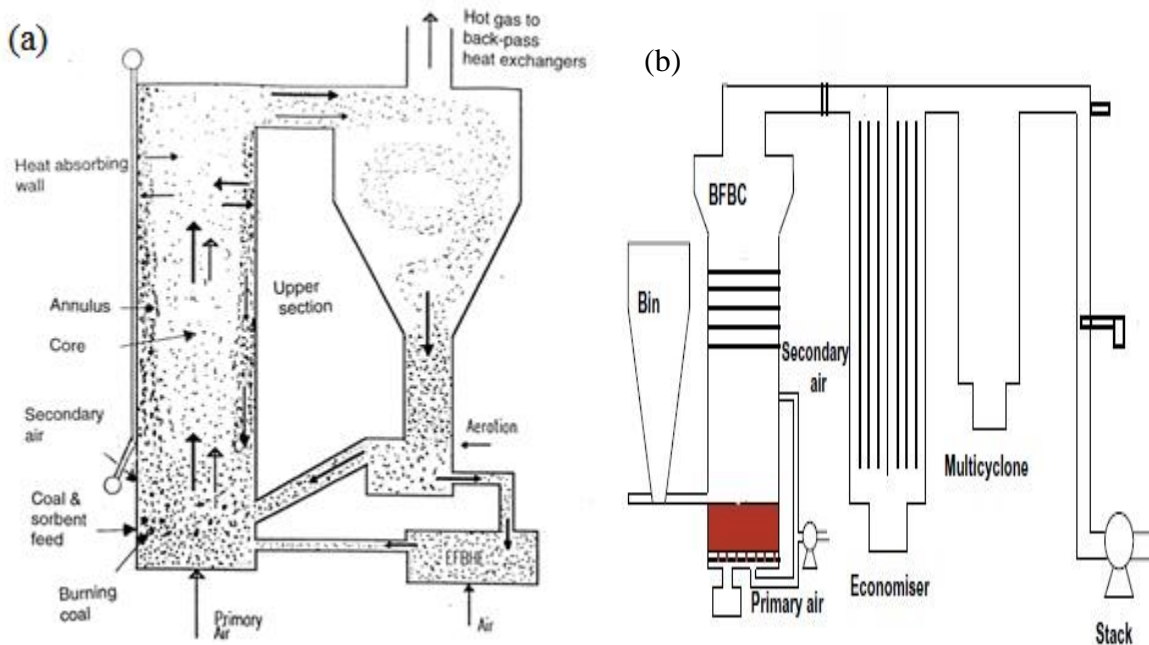 (a)
Hot gas to
back-pass
heat exchangers
Heat absorbing
wall
Annulus
Core
Upper
section
Secondary
air
Aerotion
Coal &
sorbent
feed
Burning
coal
Primary
Air
EFBHE
Air
(b)
BFBC
Bin
Secondary
air
Multicyclone
Primary air
Economiser
Stack